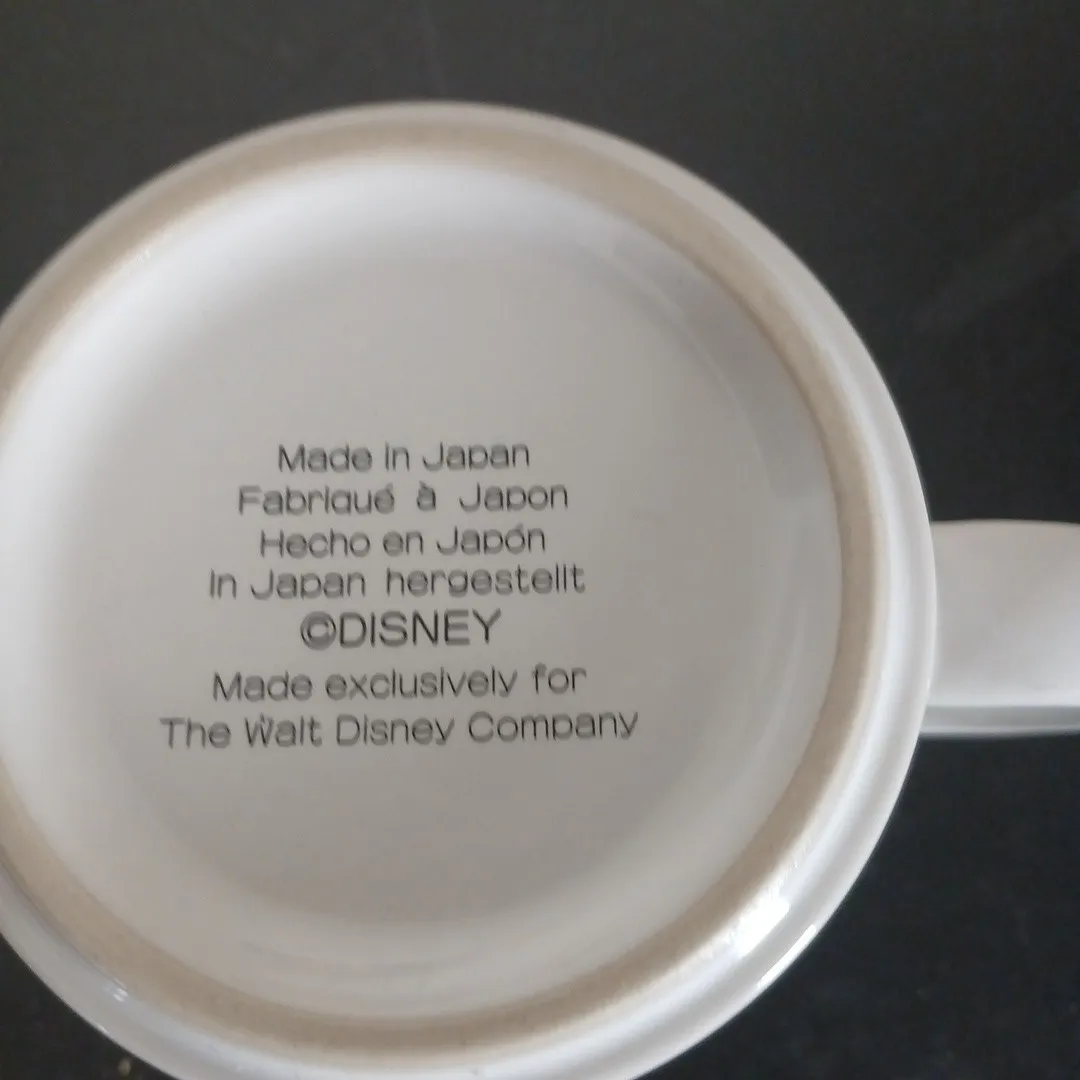 Made in Japan
Fabriqué à Japon
Hecho en Japón
In Japan hergestellt
©DISNEY
Made exclusively for
The Walt Disney Company